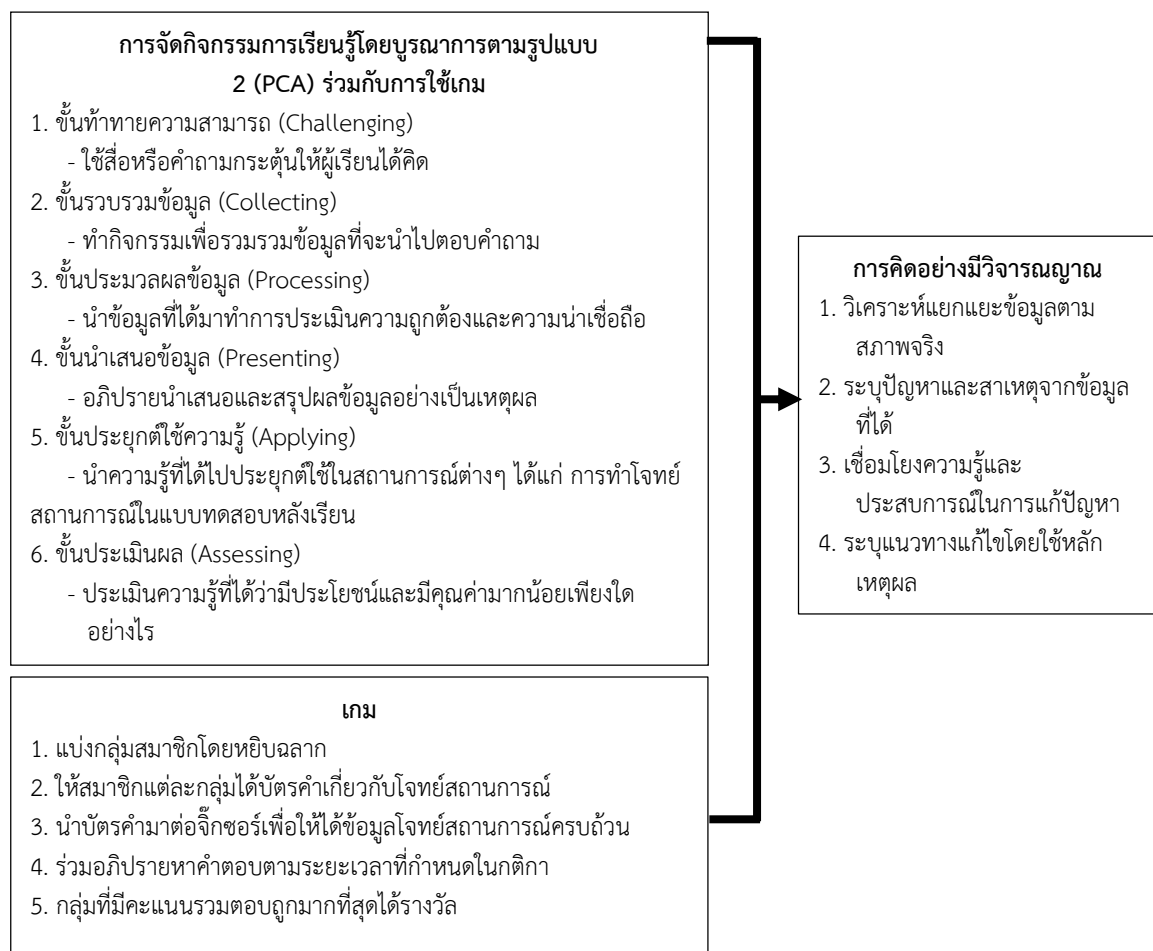 การจัดกิจกรรมการเรียนรู้โดยบูรณาการตามรูปแบบ
2 (PCA) ร่วมกับการใช้เกม
1. ขั้นท้าทายความสามารถ (Challenging)
- ใช้สื่อหรือคำถามกระตุ้นให้ผู้เรียนได้คิด
2. ขั้นรวบรวมข้อมูล (Collecting)
- ทำกิจกรรมเพื่อรวมรวมข้อมูลที่จะนำไปตอบคำถาม
3. ขั้นประมวลผลข้อมูล (Processing)
- นำข้อมูลที่ได้มาทำการประเมินความถูกต้องและความน่าเชื่อถือ
4. ขั้นนำเสนอข้อมูล (Presenting)
- อภิปรายนำเสนอและสรุปผลข้อมูลอย่างเป็นเหตุผล
5. ขั้นประยุกต์ใช้ความรู้ (Applying)
- นำความรู้ที่ได้ไปประยุกต์ใช้ในสถานการณ์ต่างๆ ได้แก่ การทำโจทย์
สถานการณ์ในแบบทดสอบหลังเรียน
6. ขั้นประเมินผล (Assessing)
- ประเมินความรู้ที่ได้ว่ามีประโยชน์และมีคุณค่ามากน้อยเพียงใด
อย่างไร
เกม
1. แบ่งกลุ่มสมาชิกโดยหยิบฉลาก
2. ให้สมาชิกแต่ละกลุ่มได้บัตรคำเกี่ยวกับโจทย์สถานการณ์
3. นำบัตรคำมาต่อจิ๊กซอร์เพื่อให้ได้ข้อมูลโจทย์สถานการณ์ครบถ้วน
4. ร่วมอภิปรายหาคำตอบตามระยะเวลาที่กำหนดในกติกา
5. กลุ่มที่มีคะแนนรวมตอบถูกมากที่สุดได้รางวัล
การคิดอย่างมีวิจารณญาณ
1. วิเคราะห์แยกแยะข้อมูลตาม
สภาพจริง
2. ระบุปัญหาและสาเหตุจากข้อมูล
ที่ได้
3. เชื่อมโยงความรู้และ
ประสบการณ์ในการแก้ปัญหา
4. ระบุแนวทางแก้ไขโดยใช้หลัก
เหตุผล